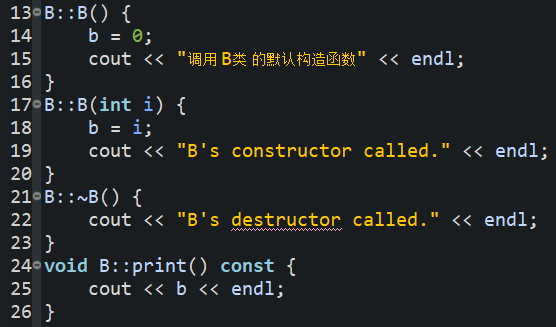 13 B::B() {
14     b = 0;
15     cout << "调用 B类 的默认构造函数" << endl;
16 }
17 B::B(int i) {
18     b = i;
19     cout << "B's constructor called." << endl;
20 }
21 B::~B() {
22     cout << "B's destructor called." << endl;
23 }
24 void B::print() const {
25     cout << b << endl;
26 }